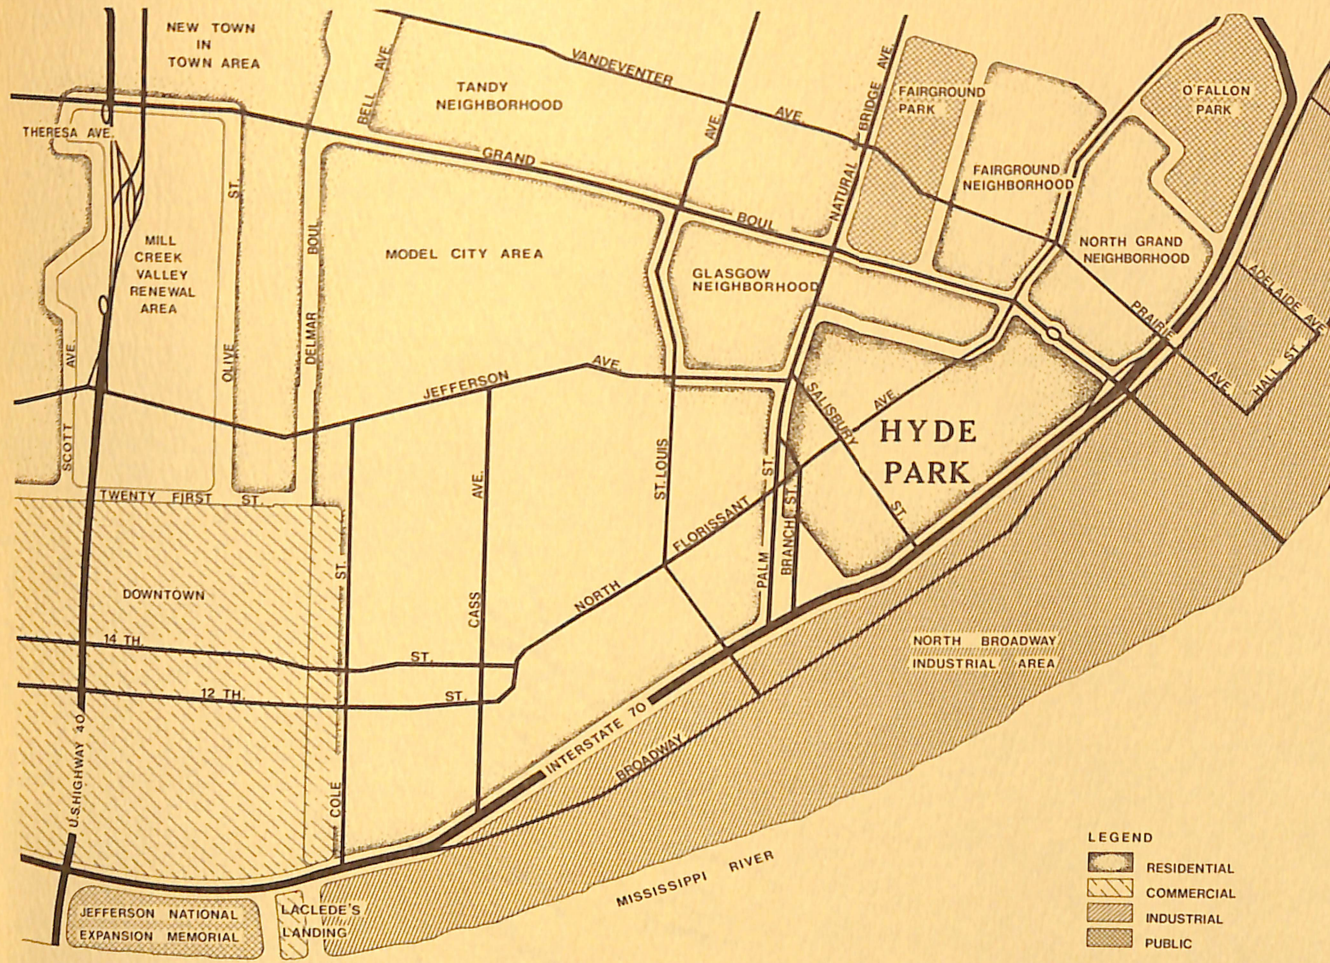 NEW TOWN
IN
TOWN AREA
BELL AVE.
TANDY
NEIGHBORHOOD
VANDEVENTER AVE.
AVE.
NATURAL BRIDGE AVE.
FAIRGROUND
PARK
O'FALLON
PARK
THERESA AVE.
GRAND BOUL
FAIRGROUND
NEIGHBORHOOD
MILL
CREEK
VALLEY
RENEWAL
AREA
OLIVE ST.
DELMAR BOUL
MODEL CITY AREA
GLASGOW
NEIGHBORHOOD
NORTH GRAND
NEIGHBORHOOD
ADELAIDE AVE.
PRAIRIE AVE.
HALL ST.
SCOTT AVE.
JEFFERSON AVE.
SALISBURY ST.
AVE.
HYDE
PARK
TWENTY FIRST ST.
ST. LOUIS
CASS AVE.
NORTH FLORISSANT
PALM ST.
BRANCH ST.
DOWNTOWN
COLE ST.
14 TH. ST.
12 TH. ST.
NORTH BROADWAY
INDUSTRIAL AREA
U.S.HIGHWAY 40
INTERSTATE 70
BROADWAY
MISSISSIPPI RIVER
JEFFERSON NATIONAL
EXPANSION MEMORIAL
LACLEDE'S
LANDING
LEGEND
RESIDENTIAL
COMMERCIAL
INDUSTRIAL
PUBLIC